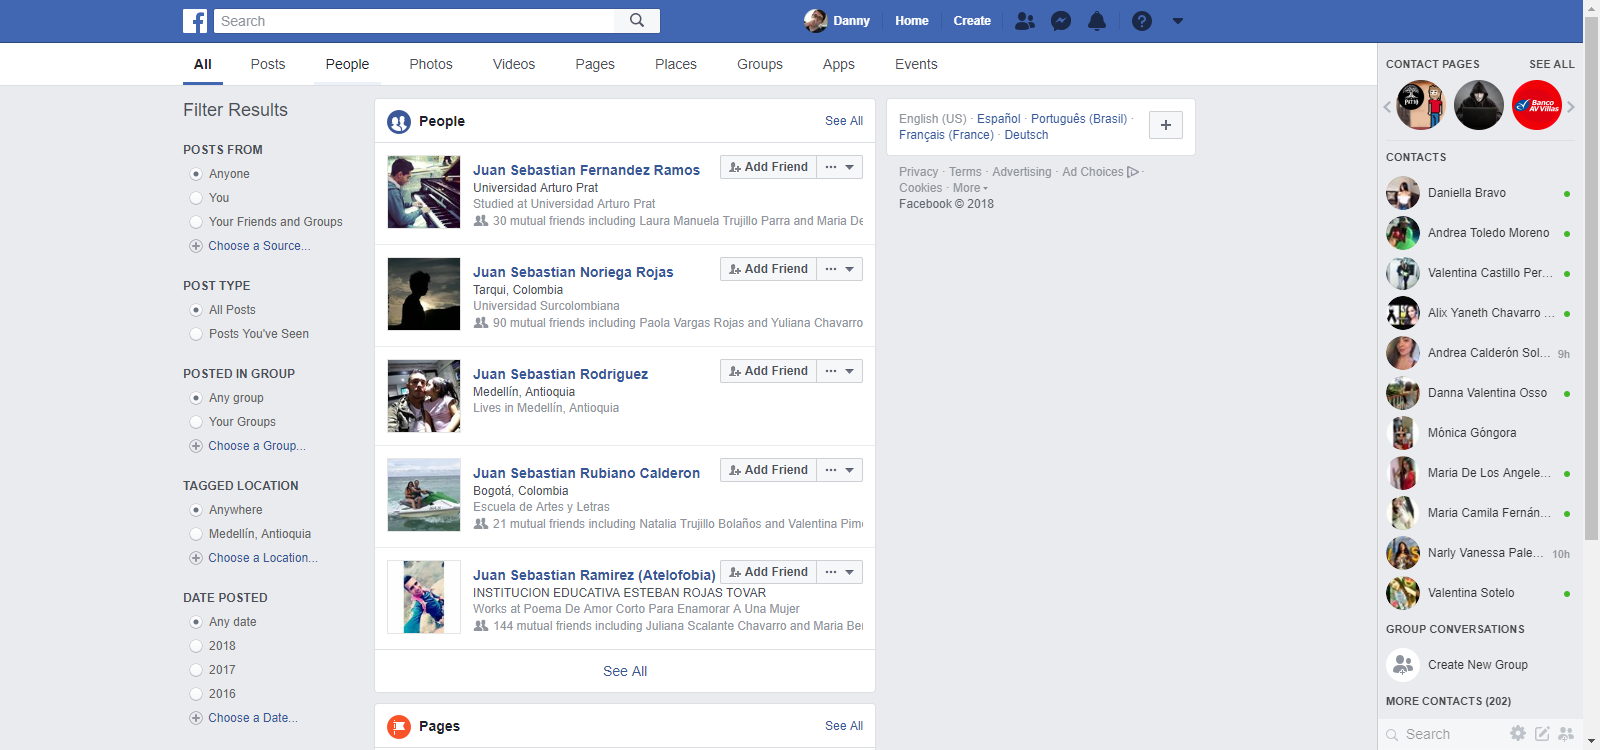 Search
Danny
Home
Create
All
Posts
People
Photos
Videos
Pages
Places
Groups
Apps
Events
Filter Results
POSTS FROM
Anyone
You
Your Friends and Groups
Choose a Source...
POST TYPE
All Posts
Posts You've Seen
POSTED IN GROUP
Any group
Your Groups
Choose a Group...
TAGGED LOCATION
Anywhere
Medellín, Antioquia
Choose a Location...
DATE POSTED
Any date
2018
2017
2016
Choose a Date...
People
See All
Juan Sebastian Fernandez Ramos
Add Friend
Universidad Arturo Prat
Studied at Universidad Arturo Prat
30 mutual friends including Laura Manuela Trujillo Parra and Maria De
Juan Sebastian Noriega Rojas
Add Friend
Tarqui, Colombia
Universidad Surcolombiana
90 mutual friends including Paola Vargas Rojas and Yuliana Chavarro
Juan Sebastian Rodriguez
Add Friend
Medellín, Antioquia
Lives in Medellín, Antioquia
Juan Sebastian Rubiano Calderon
Add Friend
Bogotá, Colombia
Escuela de Artes y Letras
21 mutual friends including Natalia Trujillo Bolaños and Valentina Pim
Juan Sebastian Ramirez (Atelofobia)
Add Friend
INSTITUCION EDUCATIVA ESTEBAN ROJAS TOVAR
Works at Poema De Amor Corto Para Enamorar A Una Mujer
144 mutual friends including Juliana Scalante Chavarro and Maria Ber
See All
Pages
See All
English (US) · Español · Português (Brasil) ·
Français (France) · Deutsch
Privacy · Terms · Advertising · Ad Choices ·
Cookies · More
Facebook © 2018
CONTACT PAGES
SEE ALL
Banco
AV Villas
CONTACTS
Daniella Bravo
Andrea Toledo Moreno
Valentina Castillo Per...
Alix Yaneth Chavarro ...
Andrea Calderón Sol... 9h
Danna Valentina Osso
Mónica Góngora
Maria De Los Angele...
Maria Camila Fernán...
Narly Vanessa Pale... 10h
Valentina Sotelo
GROUP CONVERSATIONS
Create New Group
MORE CONTACTS (202)
Search